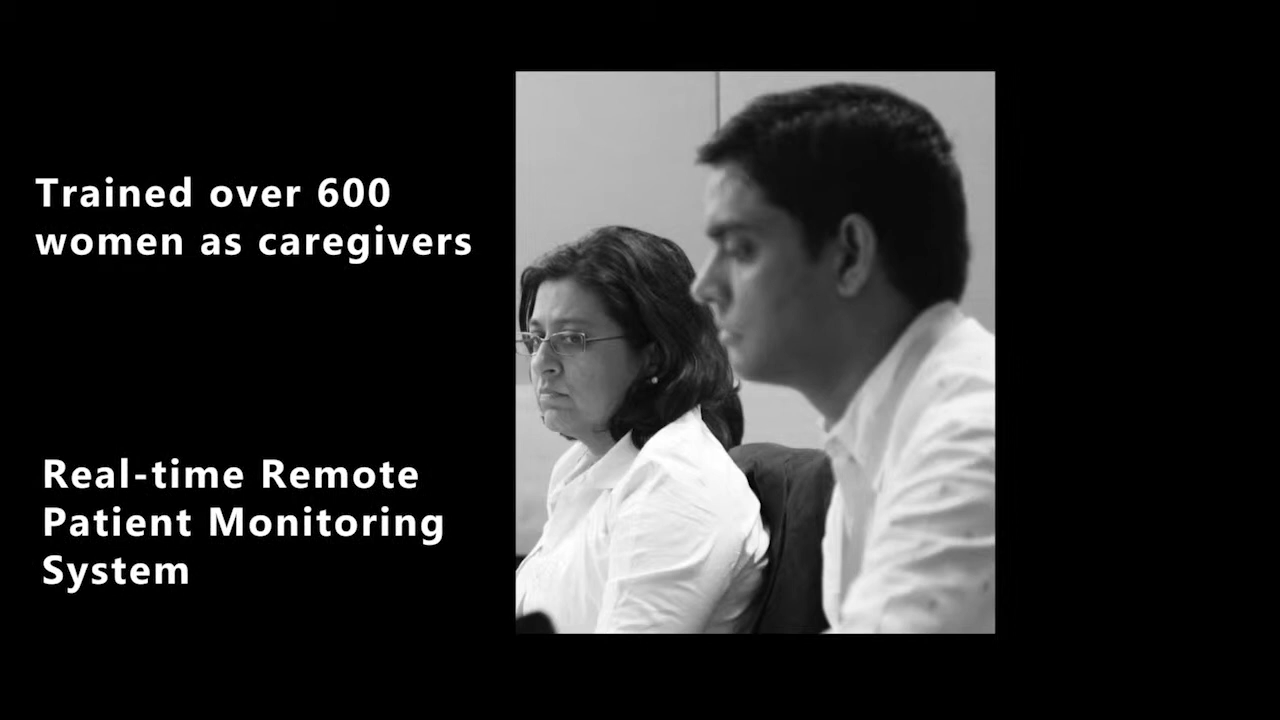 Trained over 600
women as caregivers
Real-time Remote
Patient Monitoring
System